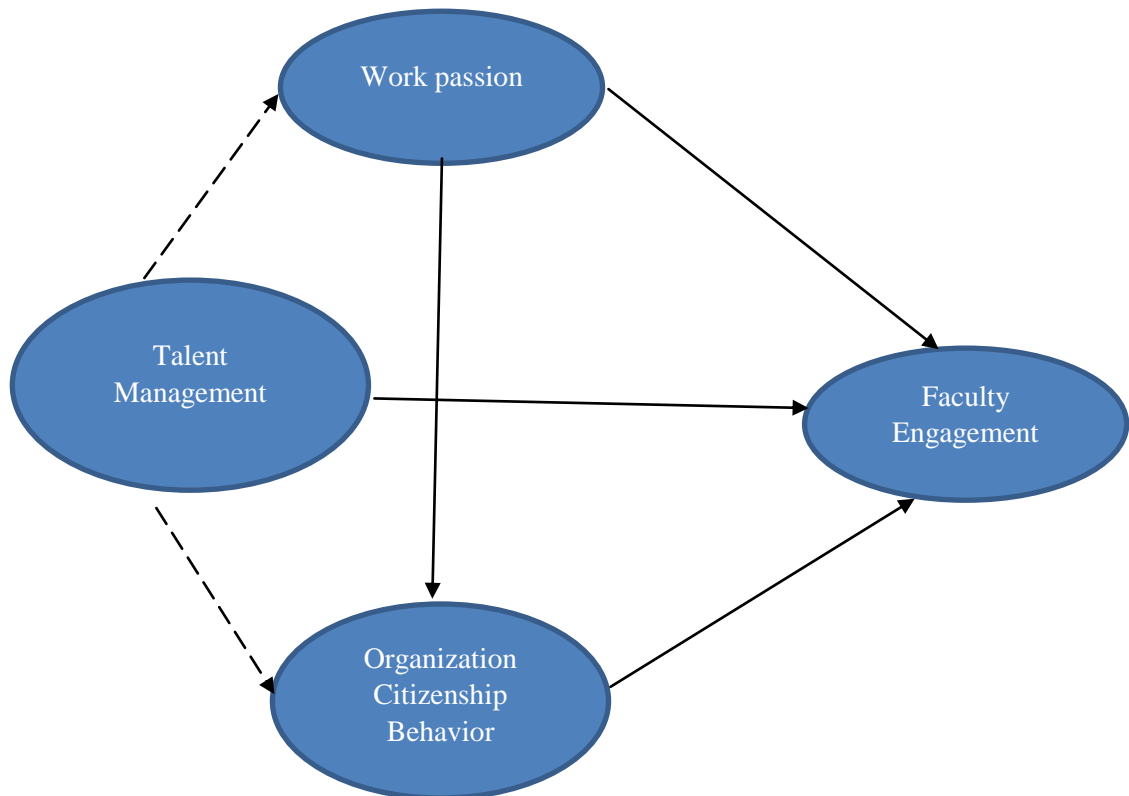 Work passion
Talent
Management
Faculty
Engagement
Organization
Citizenship
Behavior